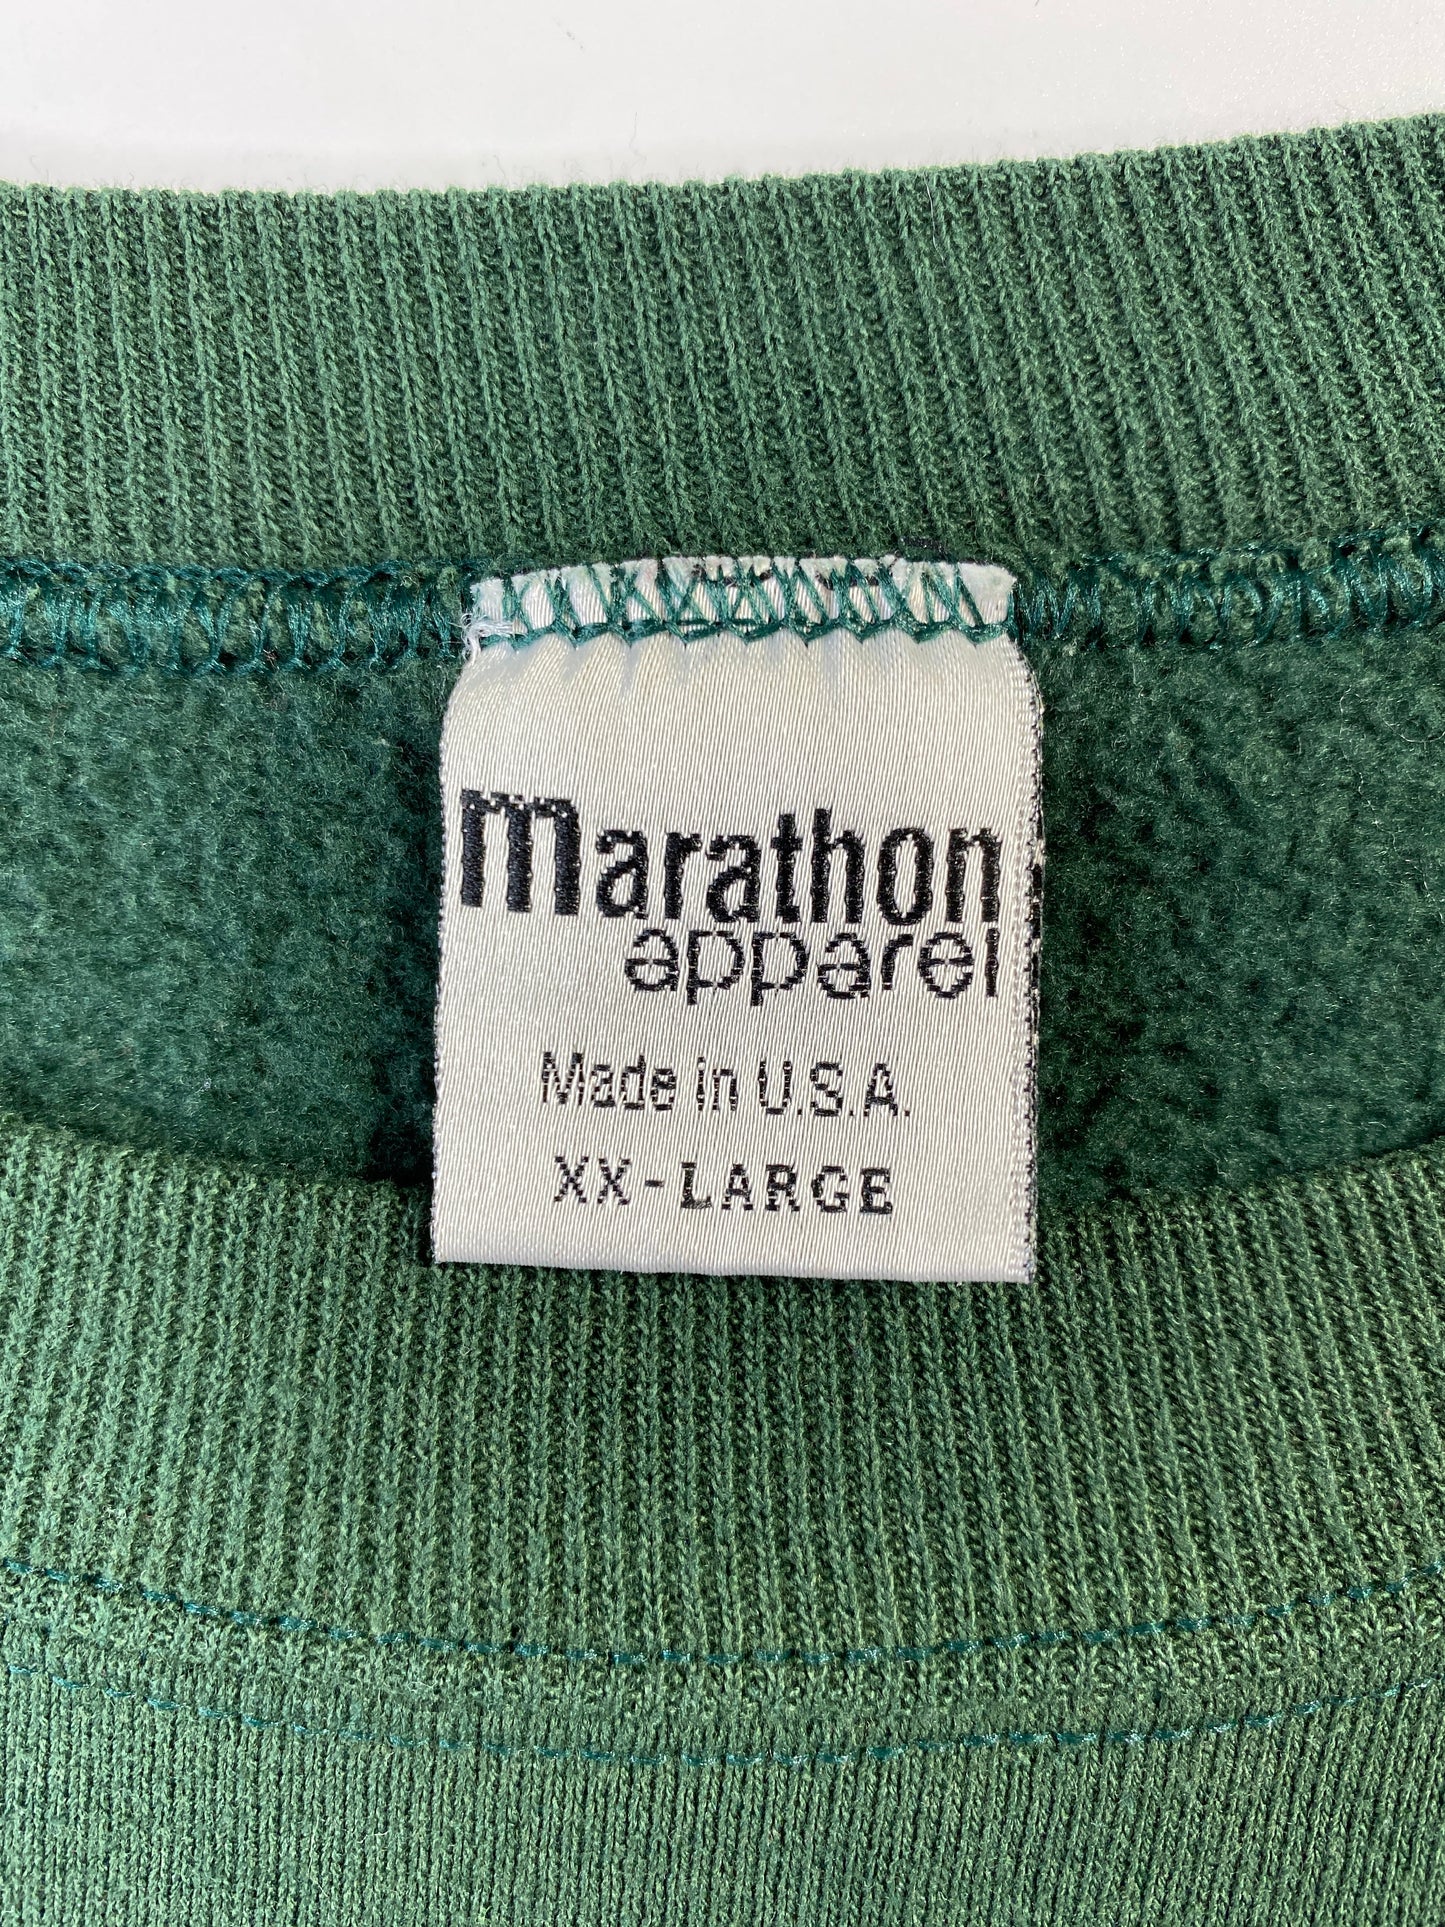 marathon
apparel
Made in U.S.A.
XX-LARGE